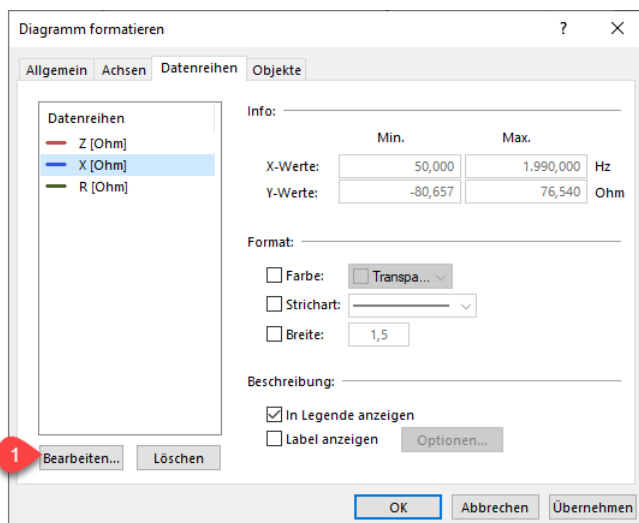 Diagramm formatieren
?
Allgemein Achsen Datenreihen Objekte
Datenreihen
Z [Ohm]
X [Ohm]
R [Ohm]
1
Bearbeiten... Löschen
Info:
Min. Max.
X-Werte: 50,000 1.990,000 Hz
Y-Werte: -80,657 76,540 Ohm
Format:
Farbe: Transpa...
Strichart:
Breite: 1,5
Beschreibung:
In Legende anzeigen
Label anzeigen Optionen...
OK Abbrechen Übernehmen